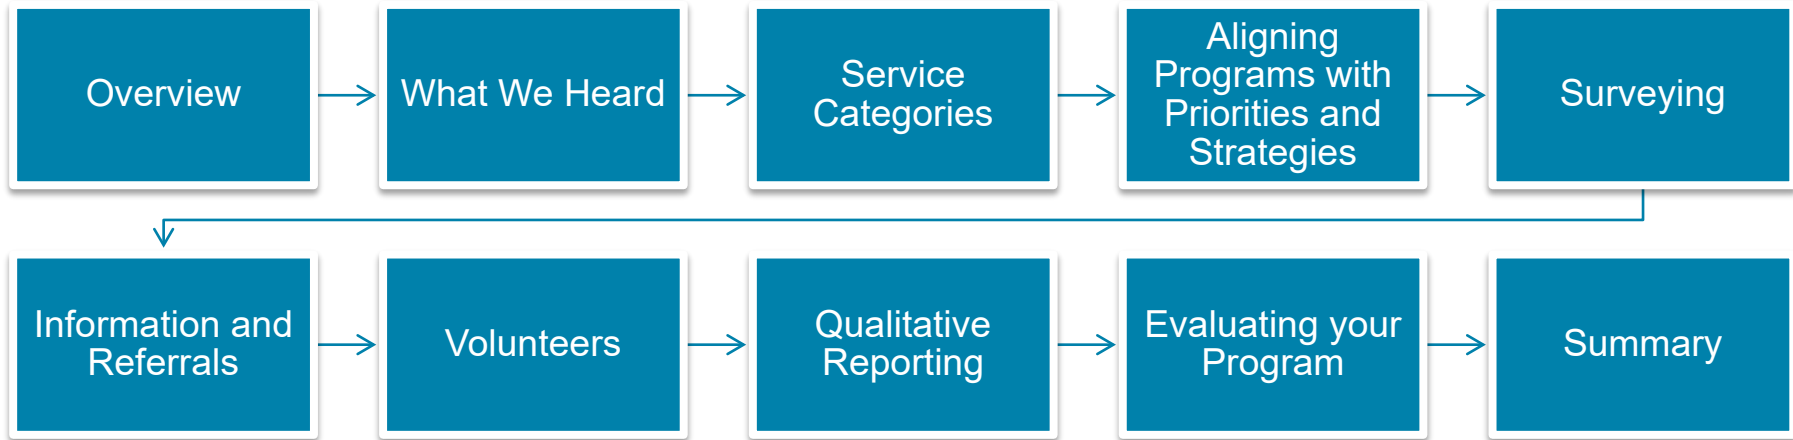 Overview
What We Heard
Service
Categories
Aligning
Programs with
Priorities and
Strategies
Surveying
Information and
Referrals
Volunteers
Qualitative
Reporting
Evaluating your
Program
Summary